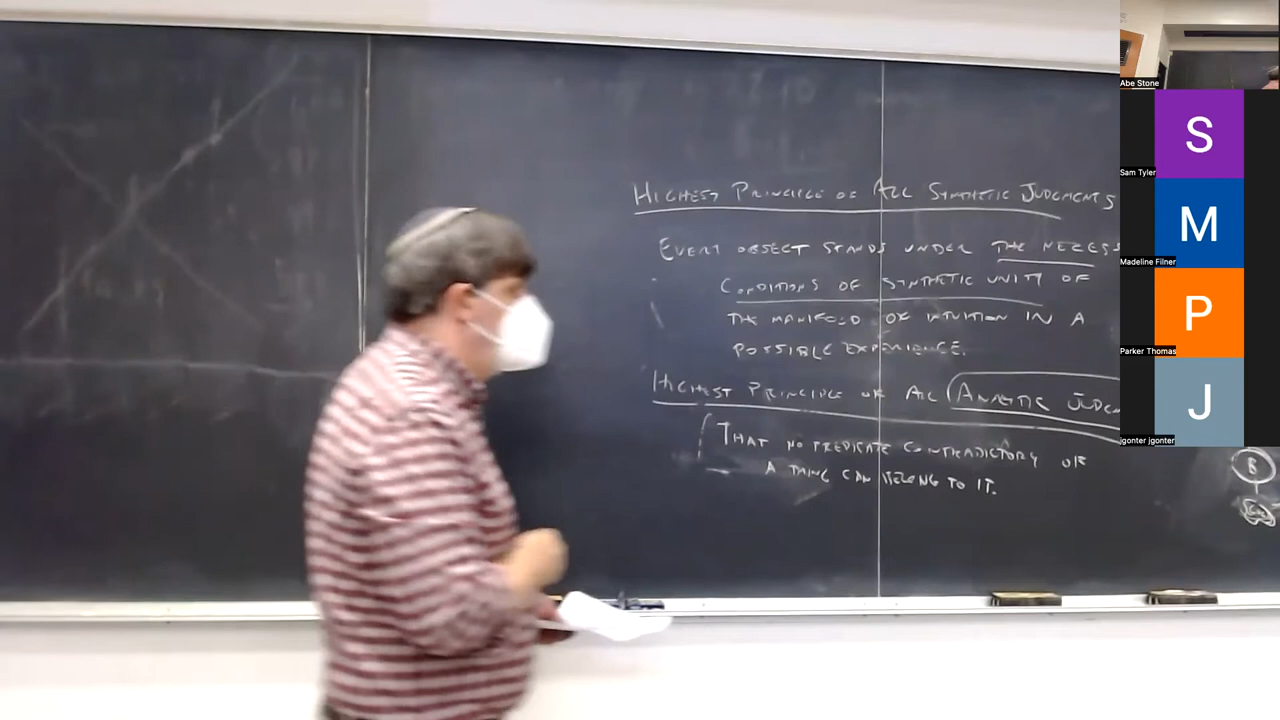 HIGHEST PRINCIPLE OF ALL SYNTHETIC JUDGMENTS
EVERY OBJECT STANDS UNDER THE NECESS
CONDITIONS OF SYNTHETIC UNITY OF
THE MANIFOLD OF INTUITION IN A
POSSIBLE EXPERIENCE.
HIGHEST PRINCIPLE OF ALL ANALYTIC JUDGM
THAT NO PREDICATE CONTRADICTORY OF
A THING CAN BELONG TO IT.
B
Abe Stone
S
Sam Tyler
M
Madeline Filner
P
Parker Thomas
J
jgonter jgonter